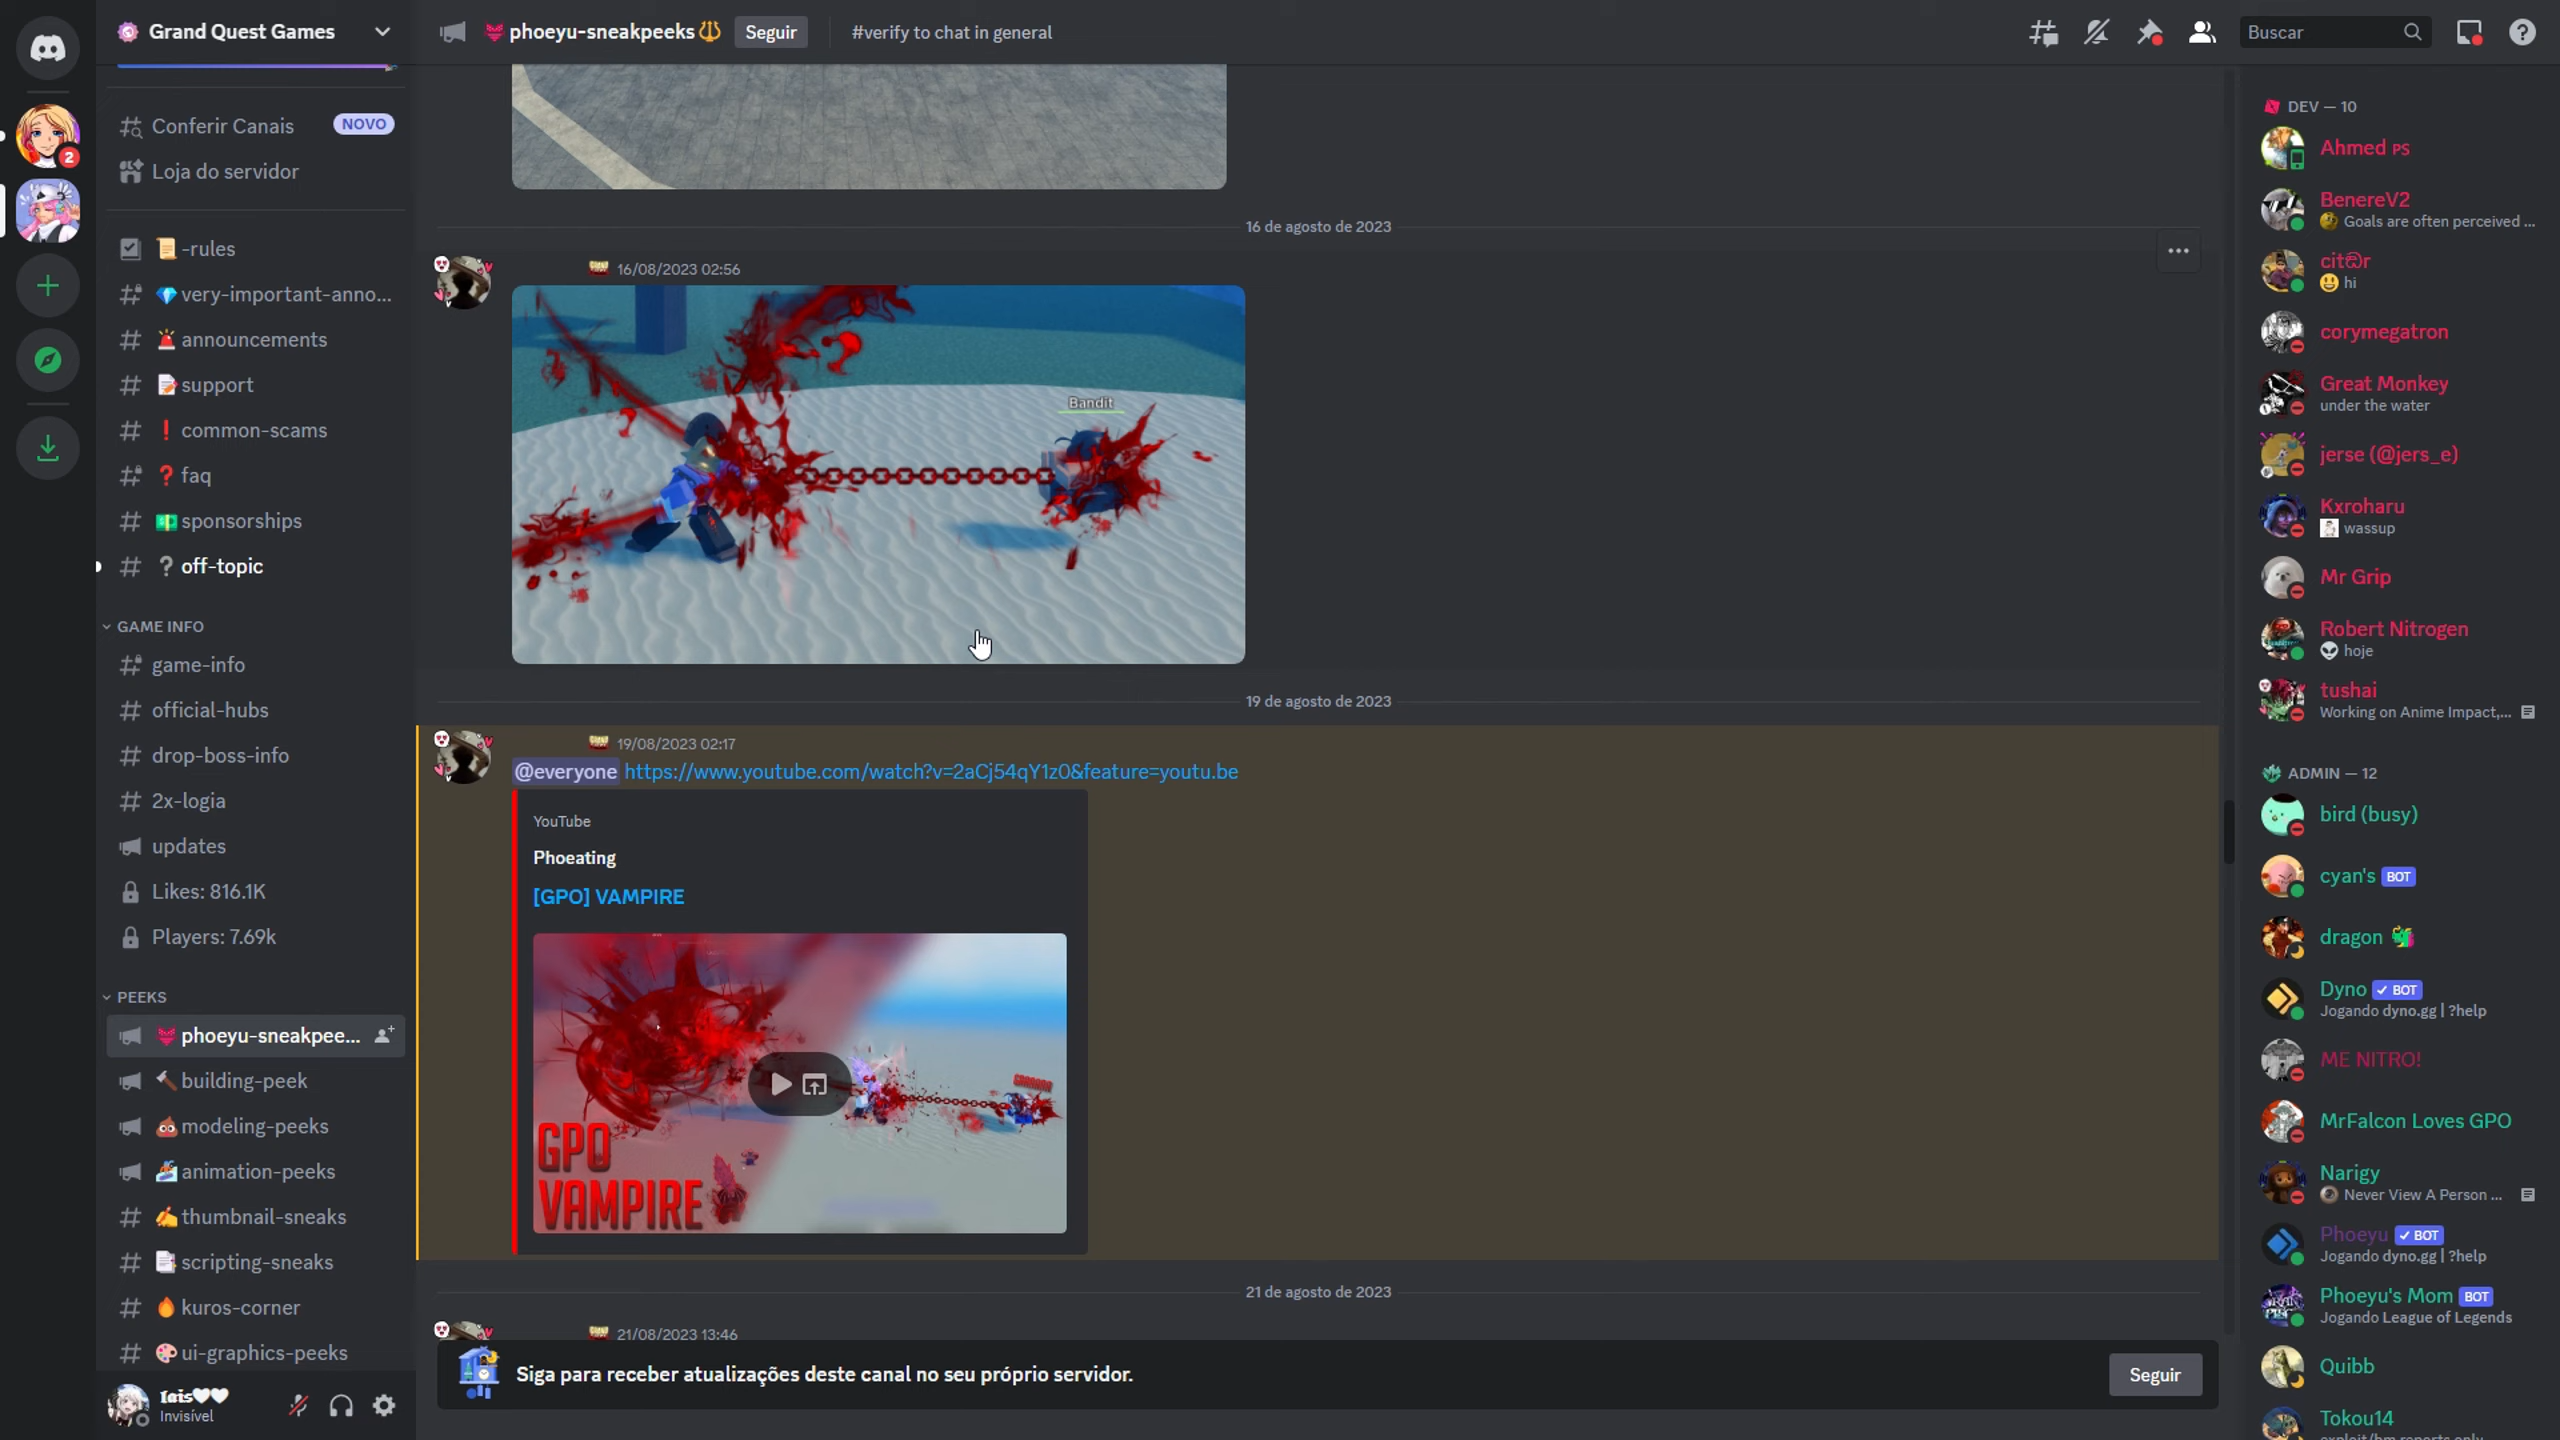 2
Grand Quest Games
Conferir Canais NOVO
Loja do servidor
-rules
very-important-anno...
announcements
support
common-scams
faq
sponsorships
off-topic
GAME INFO
game-info
official-hubs
drop-boss-info
2x-logia
updates
Likes: 816.1K
Players: 7.69k
PEEKS
phoeyu-sneakpee...
building-peek
modeling-peeks
animation-peeks
thumbnail-sneaks
scripting-sneaks
kuros-corner
ui-graphics-peeks
Invisível
phoeyu-sneakpeeks Seguir #verify to chat in general
Buscar
16 de agosto de 2023
16/08/2023 02:56
Bandit
19 de agosto de 2023
19/08/2023 02:17
@everyone https://www.youtube.com/watch?v=2aCj54qY1z0&feature=youtu.be
YouTube
Phoeating
[GPO] VAMPIRE
GPO
VAMPIRE
21 de agosto de 2023
21/08/2023 13:46
Siga para receber atualizações deste canal no seu próprio servidor.
Seguir
DEV — 10
Ahmed PS
BenereV2
Goals are often perceived ...
hi
corymegatron
Great Monkey
under the water
jerse (@jers_e)
Kxroharu
wassup
Mr Grip
Robert Nitrogen
hoje
tushai
Working on Anime Impact,...
ADMIN — 12
bird (busy)
cyan's BOT
dragon
Dyno BOT
Jogando dyno.gg | ?help
ME NITRO!
MrFalcon Loves GPO
Narigy
Never View A Person ...
Phoeyu BOT
Jogando dyno.gg | ?help
Phoeyu's Mom BOT
Jogando League of Legends
Quibb
Tokou14